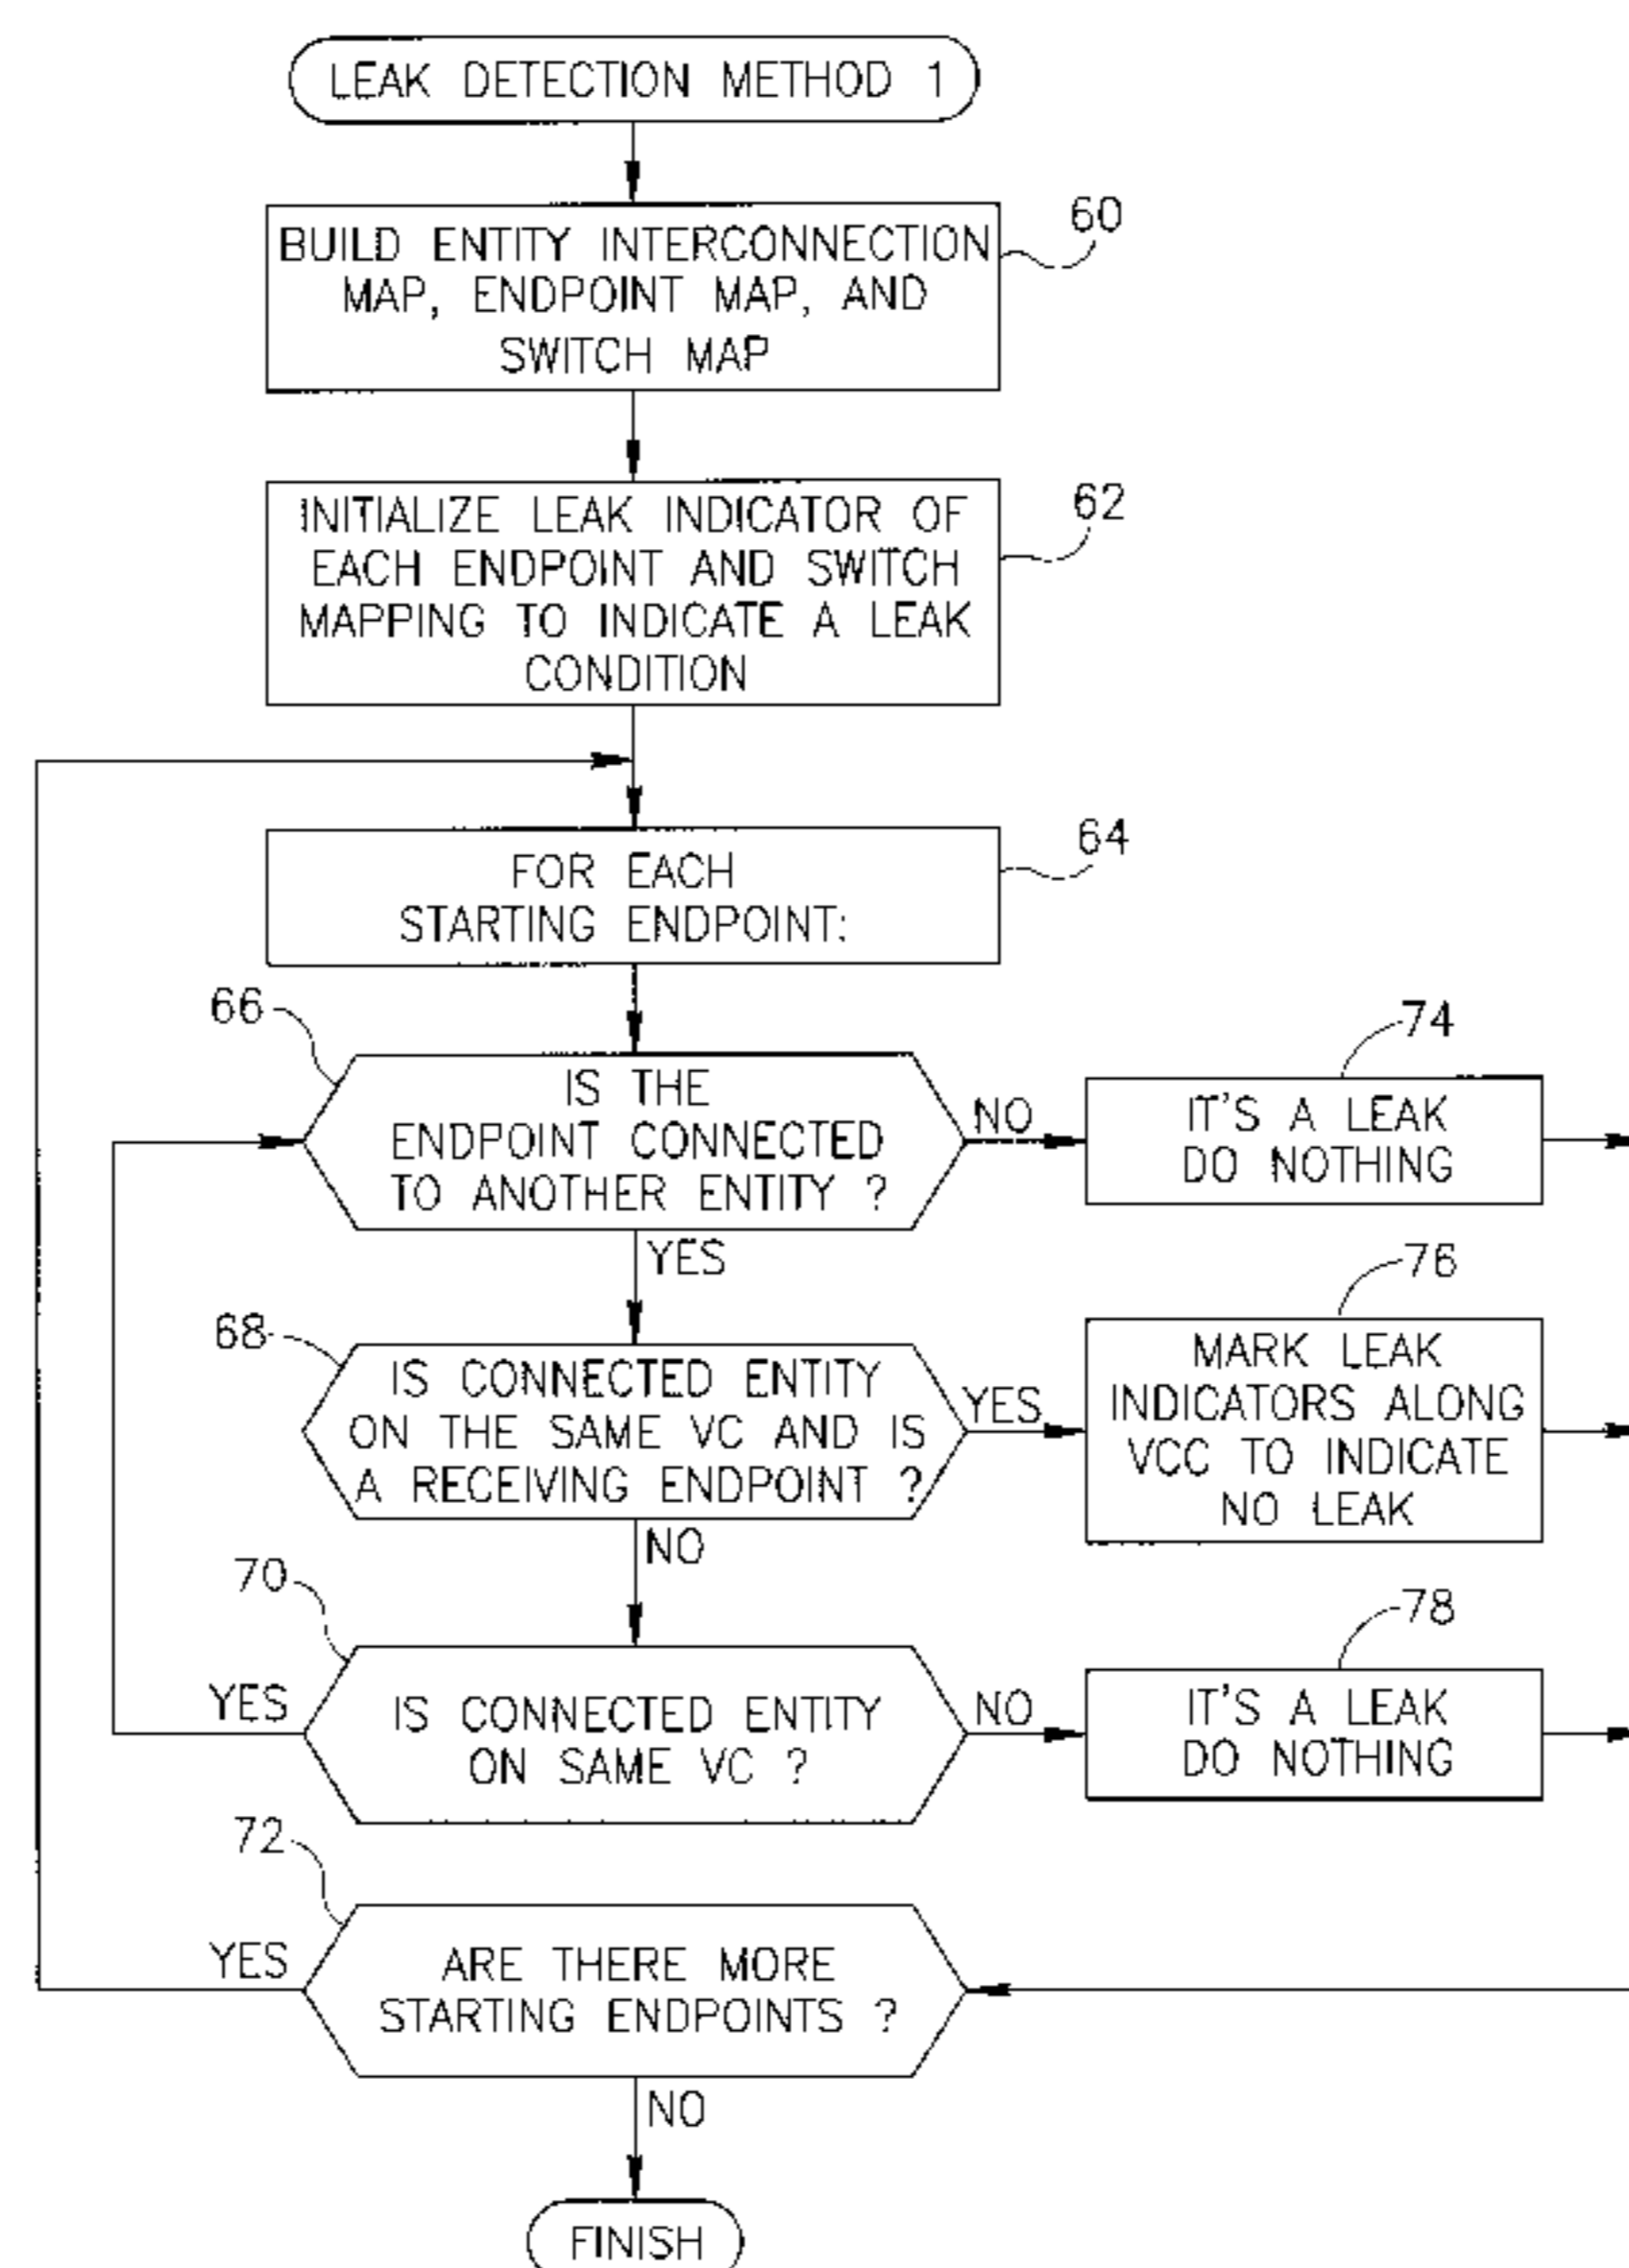 LEAK DETECTION METHOD 1
60
BUILD ENTITY INTERCONNECTION
MAP, ENDPOINT MAP, AND
SWITCH MAP
62
INITIALIZE LEAK INDICATOR OF
EACH ENDPOINT AND SWITCH
MAPPING TO INDICATE A LEAK
CONDITION
64
FOR EACH
STARTING ENDPOINT:
66
IS THE
ENDPOINT CONNECTED
TO ANOTHER ENTITY ?
NO
74
IT'S A LEAK
DO NOTHING
YES
68
IS CONNECTED ENTITY
ON THE SAME VC AND IS
A RECEIVING ENDPOINT ?
YES
76
MARK LEAK
INDICATORS ALONG
VCC TO INDICATE
NO LEAK
NO
70
YES
IS CONNECTED ENTITY
ON SAME VC ?
NO
78
IT'S A LEAK
DO NOTHING
72
YES
ARE THERE MORE
STARTING ENDPOINTS ?
NO
FINISH